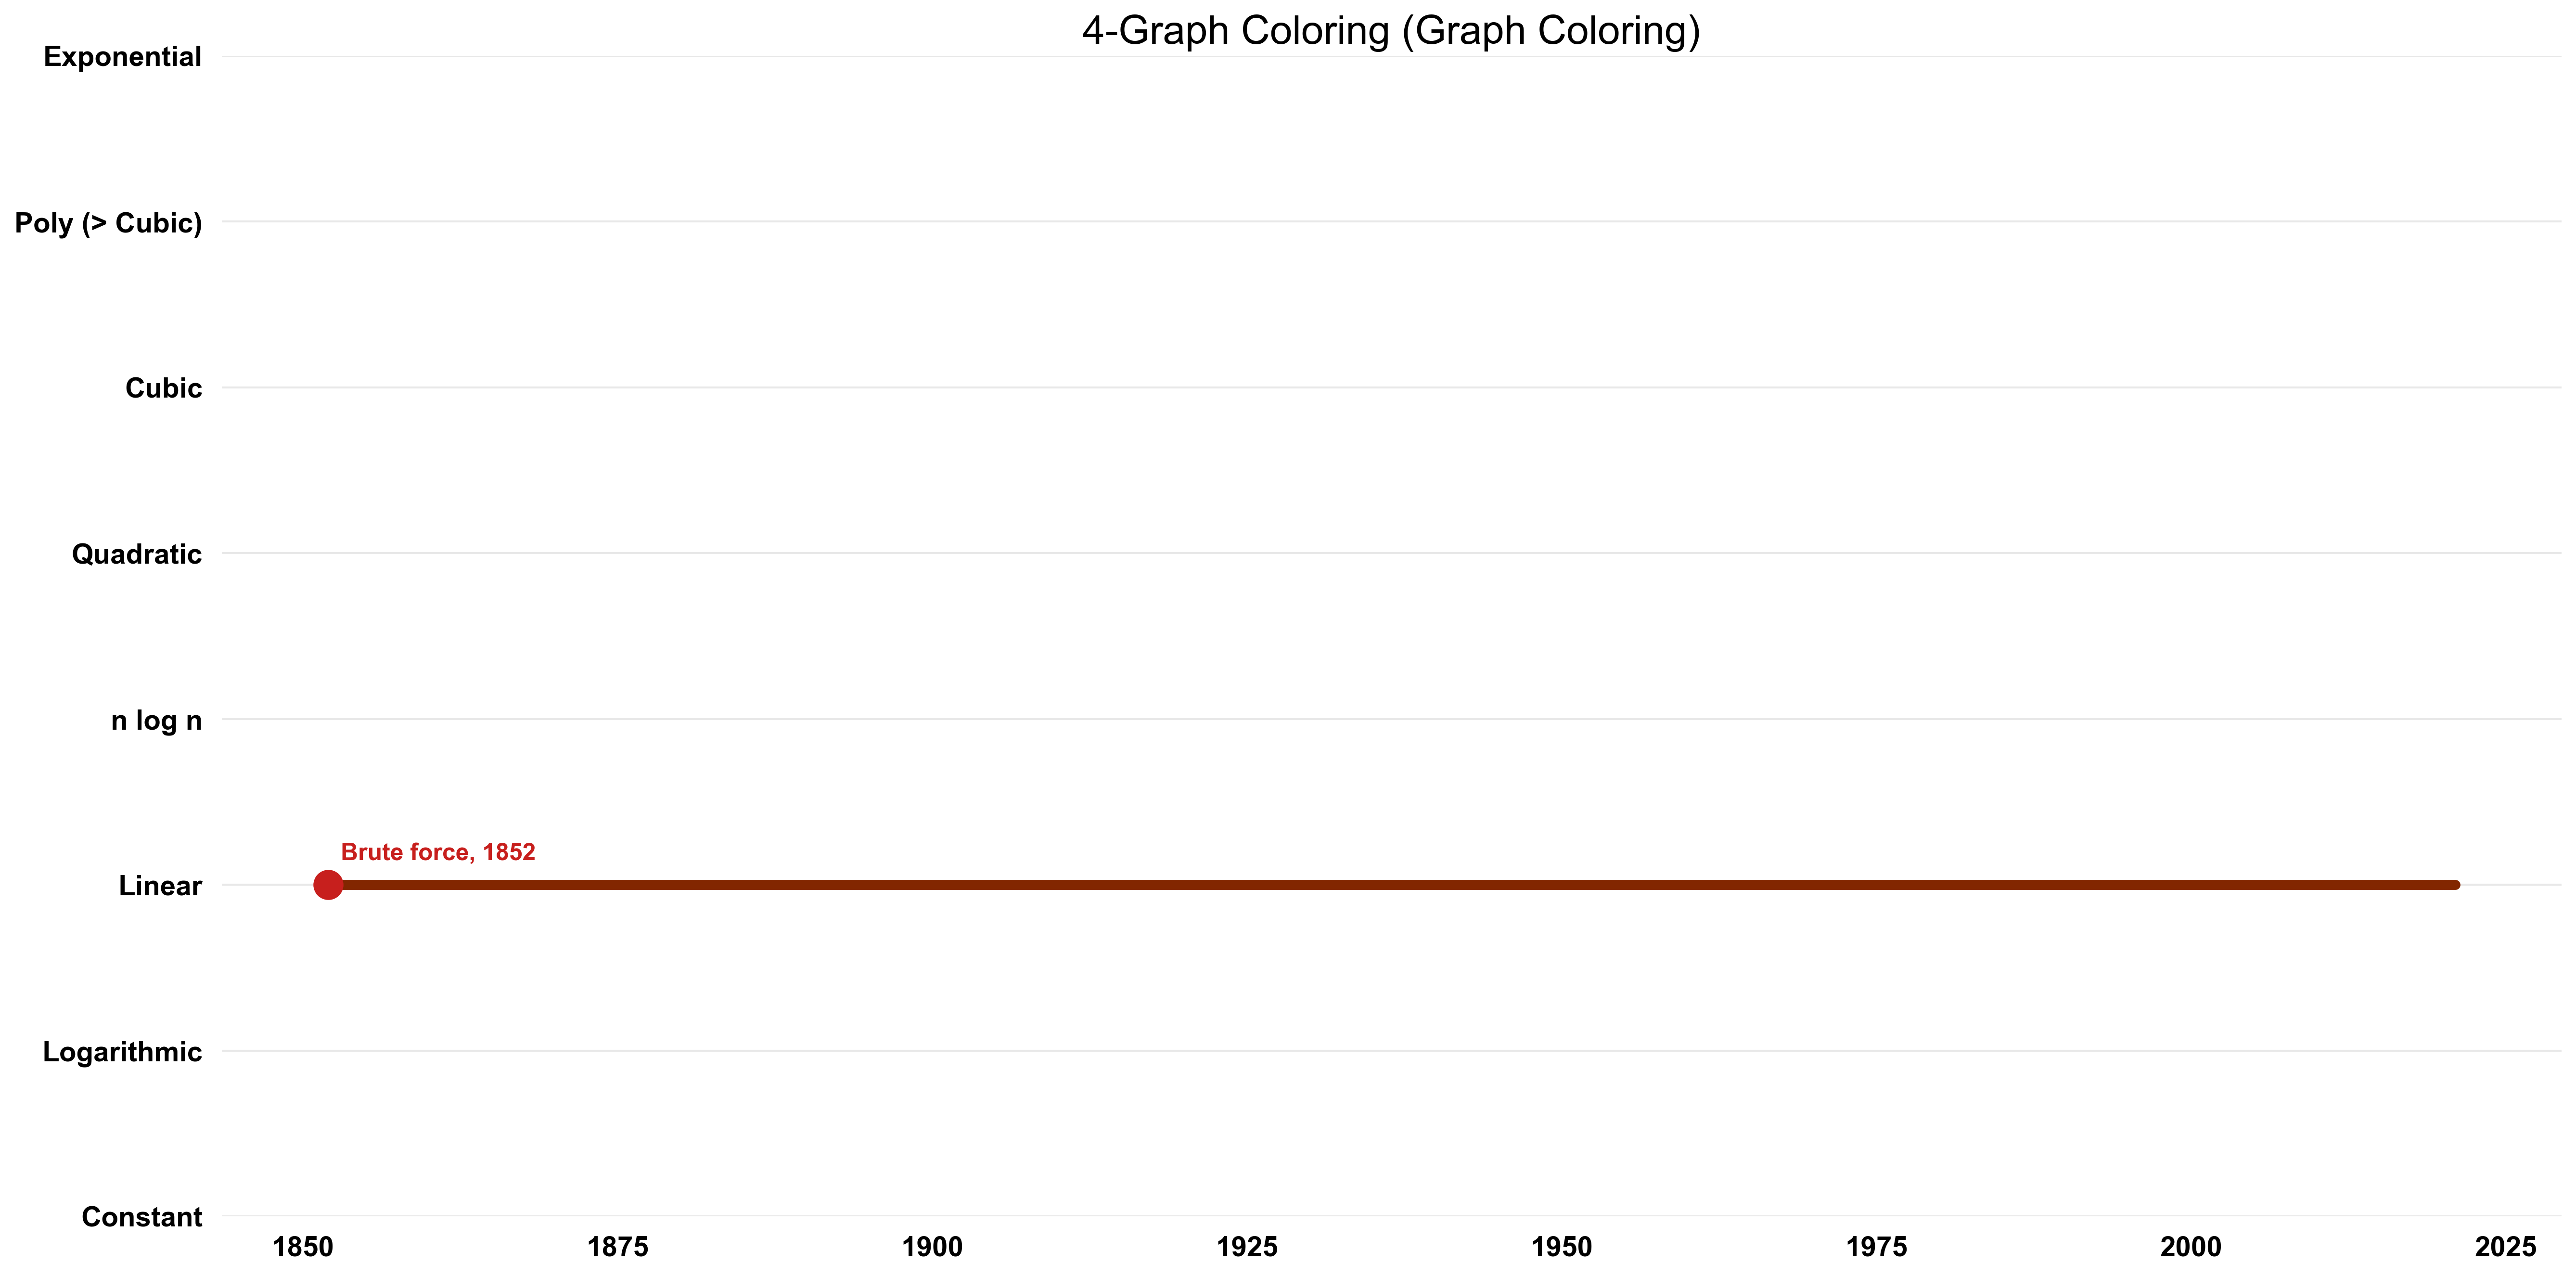 4-Graph Coloring (Graph Coloring)
Exponential
Poly (> Cubic)
Cubic
Quadratic
n log n
Brute force, 1852
Linear
Logarithmic
Constant
1850 1875 1900 1925 1950 1975 2000 2025